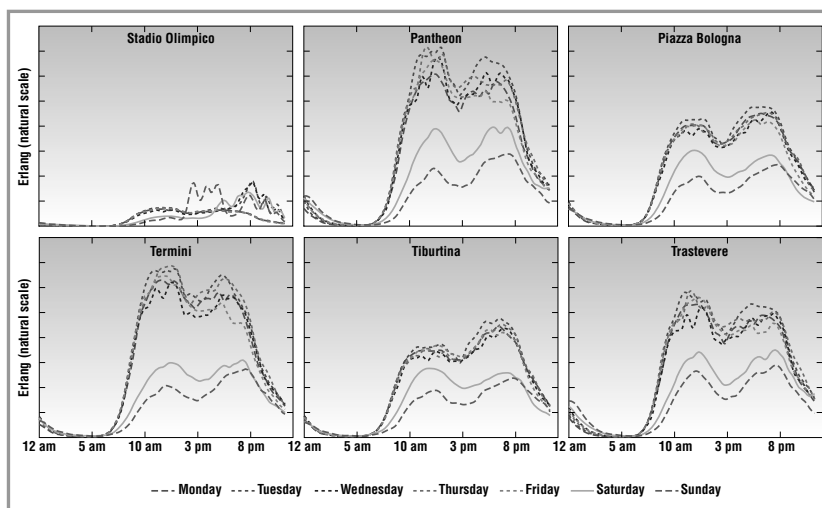 Stadio Olimpico Pantheon Piazza Bologna
Erlang (natural scale)
Termini Tiburtina Trastevere
Erlang (natural scale)
12 am 5 am 10 am 3 pm 8 pm 12 am 5 am 10 am 3 pm 8 pm 12 am 5 am 10 am 3 pm 8 pm
Monday Tuesday Wednesday Thursday Friday Saturday Sunday